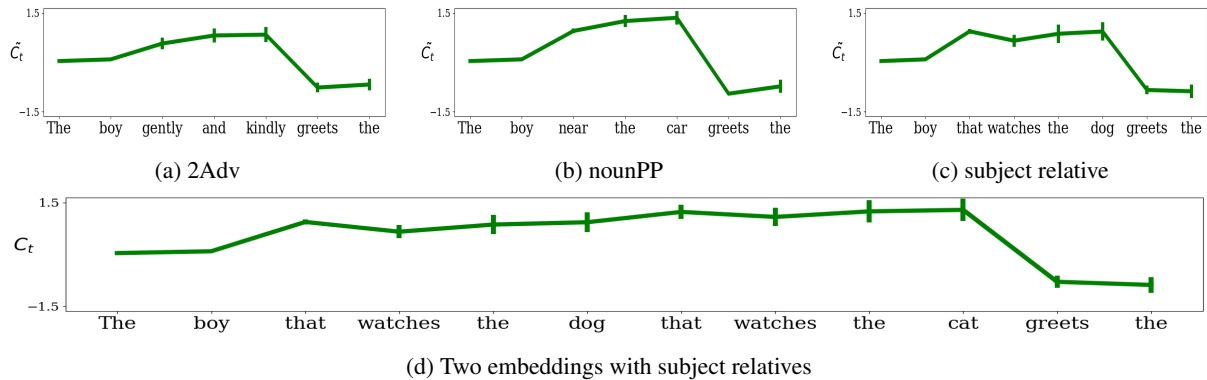 1.5
C̃t
−1.5
The boy gently and kindly greets the
(a) 2Adv
1.5
C̃t
−1.5
The boy near the car greets the
(b) nounPP
1.5
C̃t
−1.5
The boy that watches the dog greets the
(c) subject relative
1.5
Ct
−1.5
The boy that watches the dog that watches the cat greets the
(d) Two embeddings with subject relatives